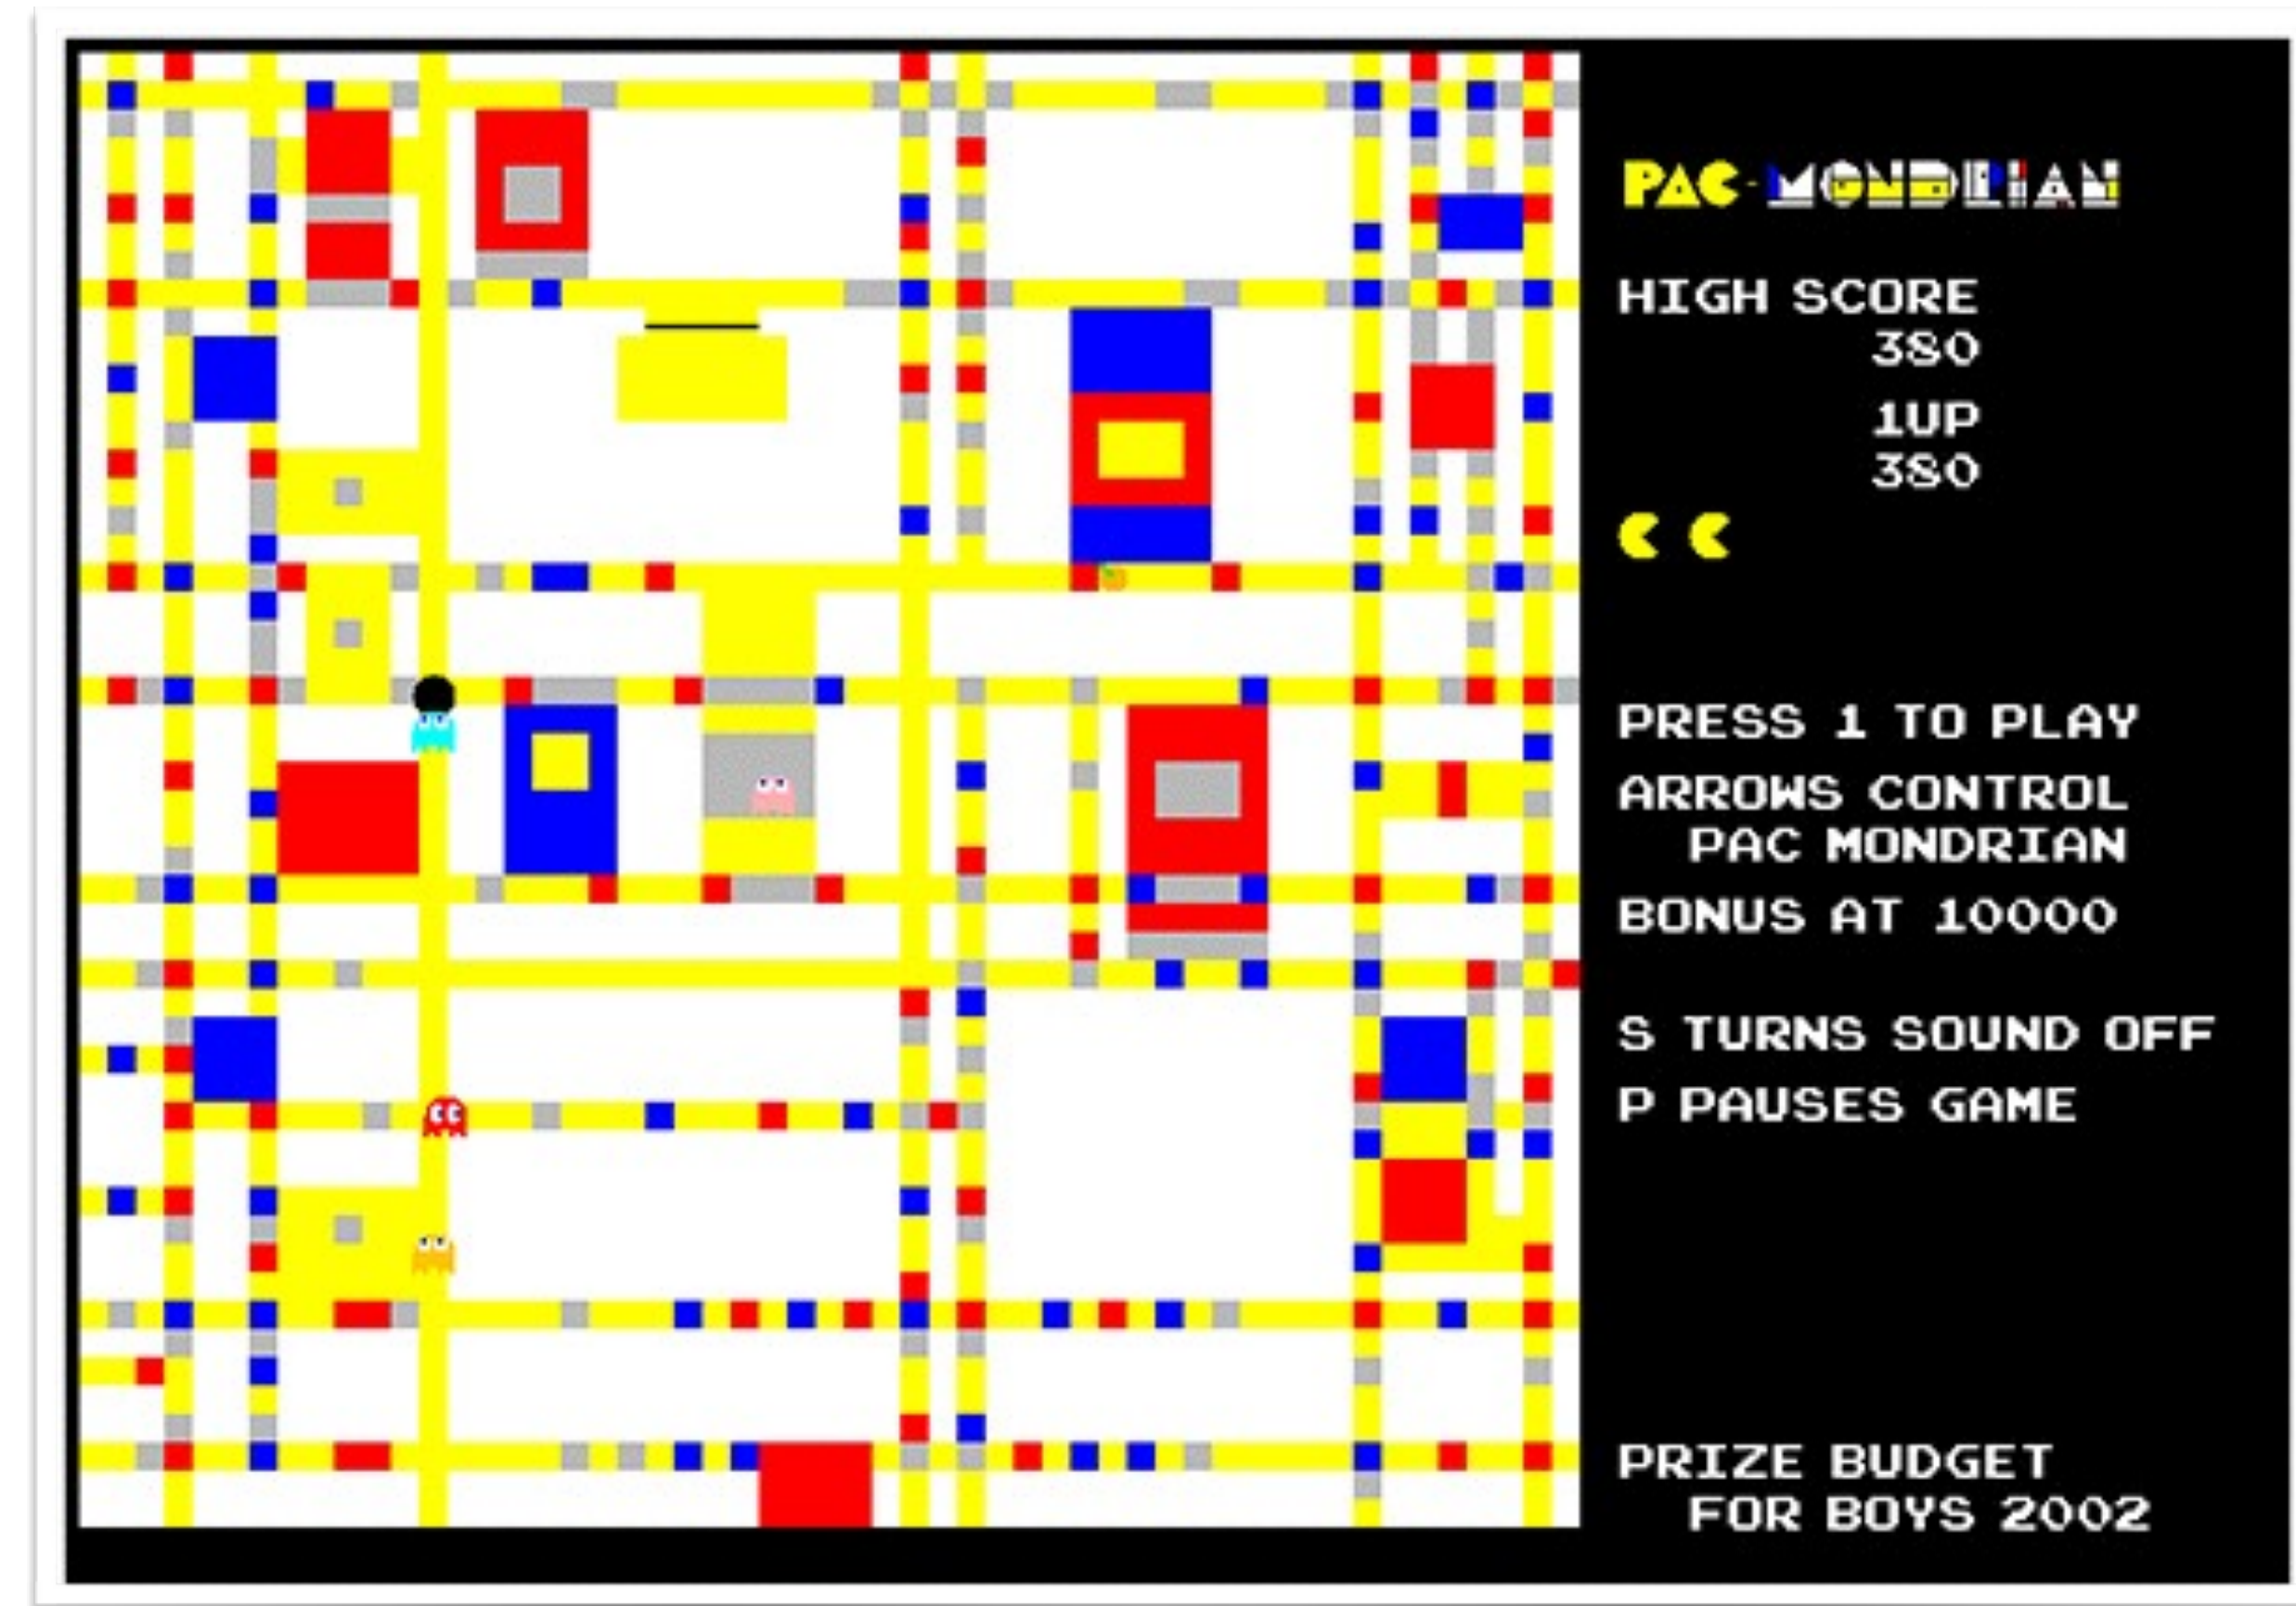 PAC-MONDRIAN
HIGH SCORE
380
1UP
380
PRESS 1 TO PLAY
ARROWS CONTROL
PAC MONDRIAN
BONUS AT 10000
S TURNS SOUND OFF
P PAUSES GAME
PRIZE BUDGET
FOR BOYS 2002